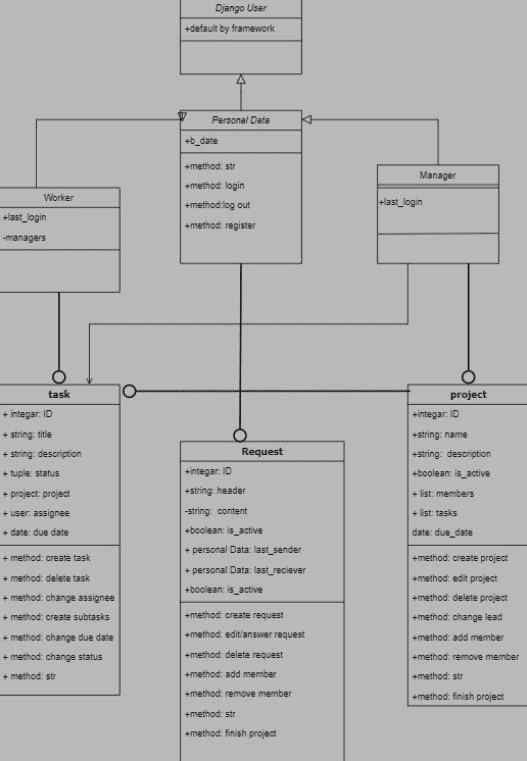 Django User
+default by framework
Personal Data
+b_date
+method: str
+method: login
+method:log out
+method: register
Worker
+last_login
-managers
Manager
+last_login
task
+ integar: ID
+ string: title
+ string: description
+ tuple: status
+ project: project
+ user: assignee
+ date: due date
+ method: create task
+ method: delete task
+ method: change assignee
+ method: create subtasks
+ method: change due date
+ method: change status
+ method: str
Request
+integar: ID
+string: header
-string: content
+boolean: is_active
+ personal Data: last_sender
+ personal Data: last_reciever
+boolean: is_active
+method: create request
+method: edit/answer request
+method: delete request
+method: add member
+method: remove member
+method: str
+method: finish project
project
+integar: ID
+string: name
+string: description
+boolean: is_active
+ list: members
+ list: tasks
date: due_date
+method: create project
+method: edit project
+method: delete project
+method: change lead
+method: add member
+method: remove member
+method: str
+method: finish project